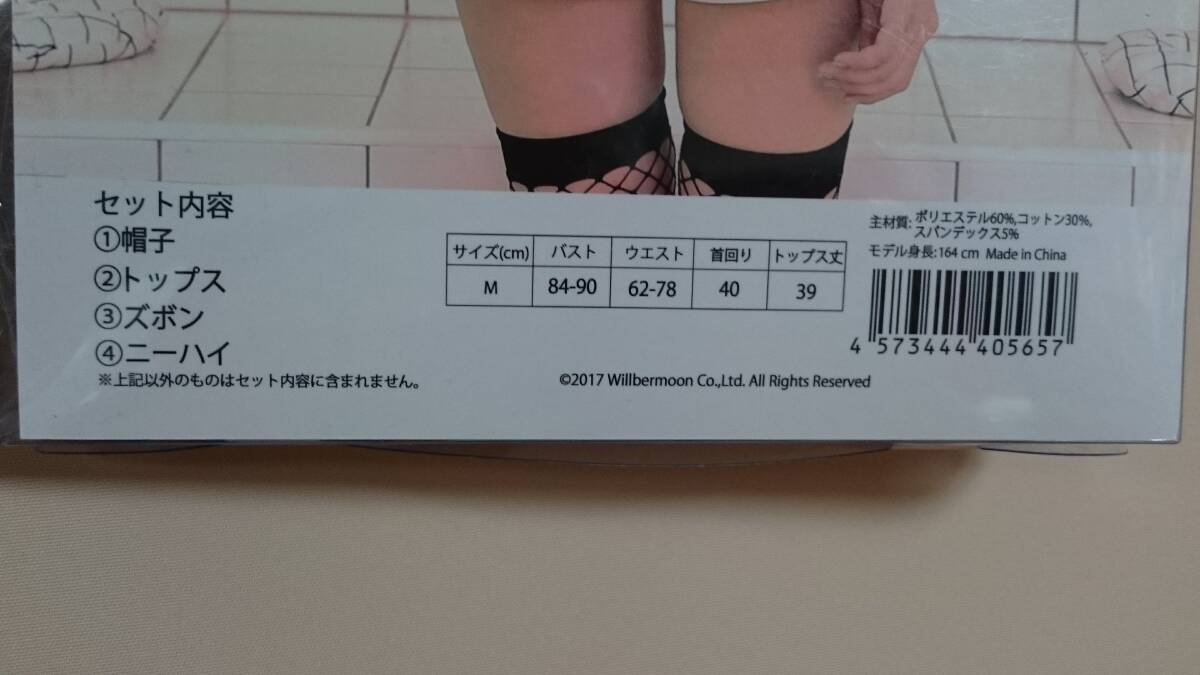 セット内容
①帽子
②トップス
③ズボン
④ニーハイ
※上記以外のものはセット内容に含まれません。
サイズ(cm) バスト ウエスト 首回り トップス丈
M 84-90 62-78 40 39
主材質: ポリエステル60%,コットン30%,
スパンデックス5%
モデル身長:164 cm Made in China
4 573444 405657
©2017 Willbermoon Co.,Ltd. All Rights Reserved